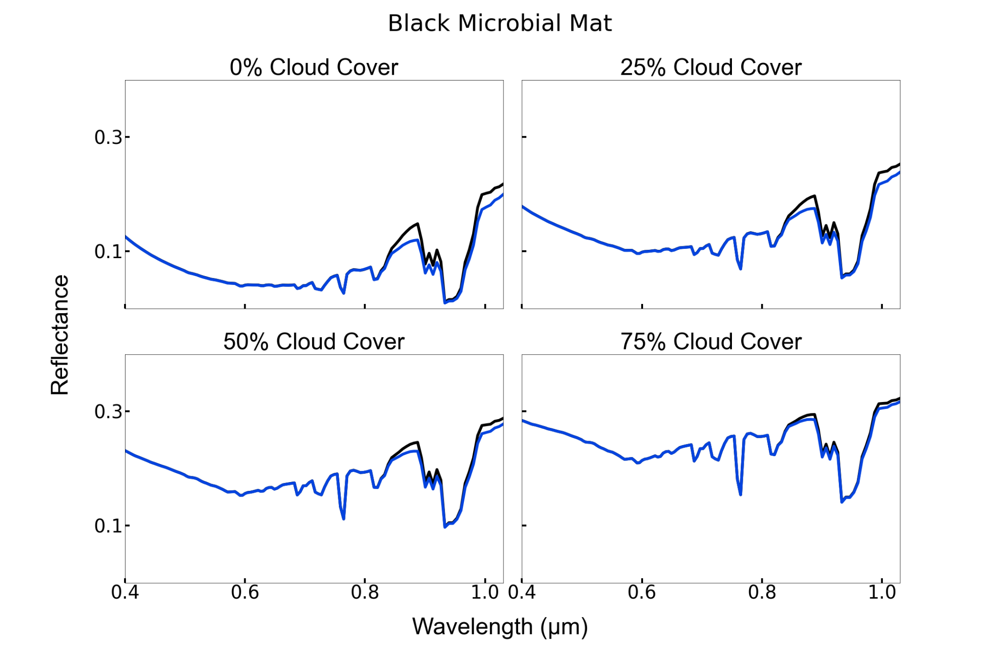 Black Microbial Mat
0% Cloud Cover
25% Cloud Cover
0.3
0.1
Reflectance
50% Cloud Cover
75% Cloud Cover
0.3
0.1
0.4 0.6 0.8 1.0 0.4 0.6 0.8 1.0
Wavelength (μm)